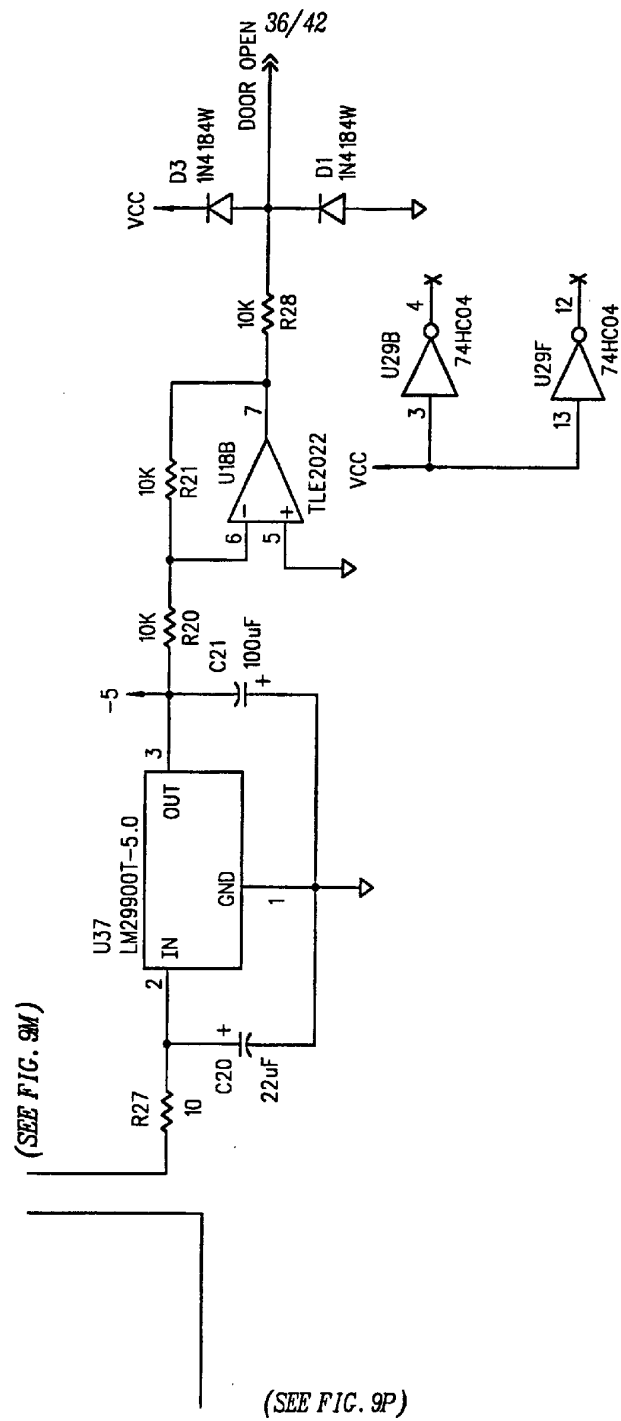 36/42
DOOR OPEN
D3
1N4184W
VCC
D1
1N4184W
10K
R28
7
U18B
TLE2022
6
5
-
+
10K
R21
10K
R20
-5
C21
100uF
+
3
OUT
U37
LM29900T-5.0
IN
GND
1
2
+
C20
22uF
R27
10
(SEE FIG. 9M)
VCC
U29B
3
4
74HC04
U29F
13
12
74HC04
(SEE FIG. 9P)